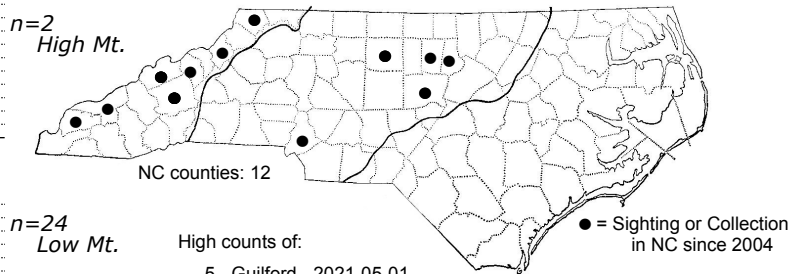 n=2
High Mt.
NC counties: 12
n=24
Low Mt.
High counts of:
● = Sighting or Collection
in NC since 2004
5 - Guilford - 2021-05-01